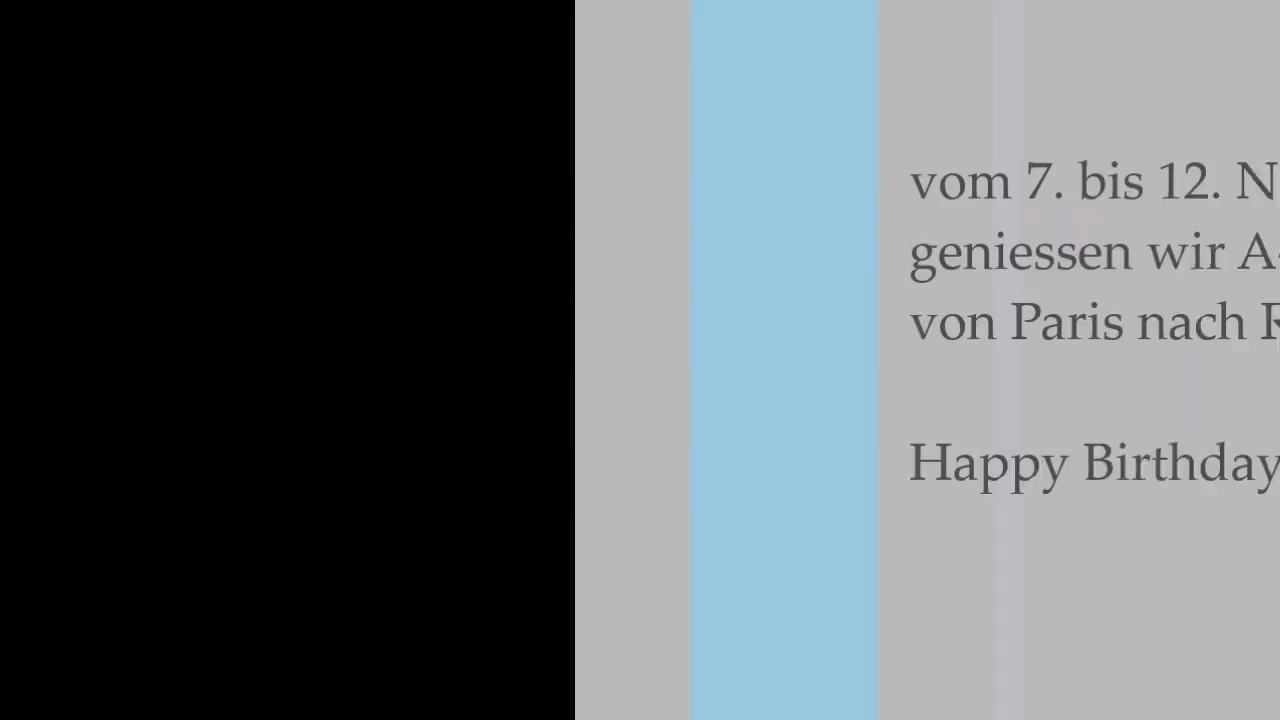 vom 7. bis 12. N
geniessen wir A
von Paris nach R
Happy Birthday